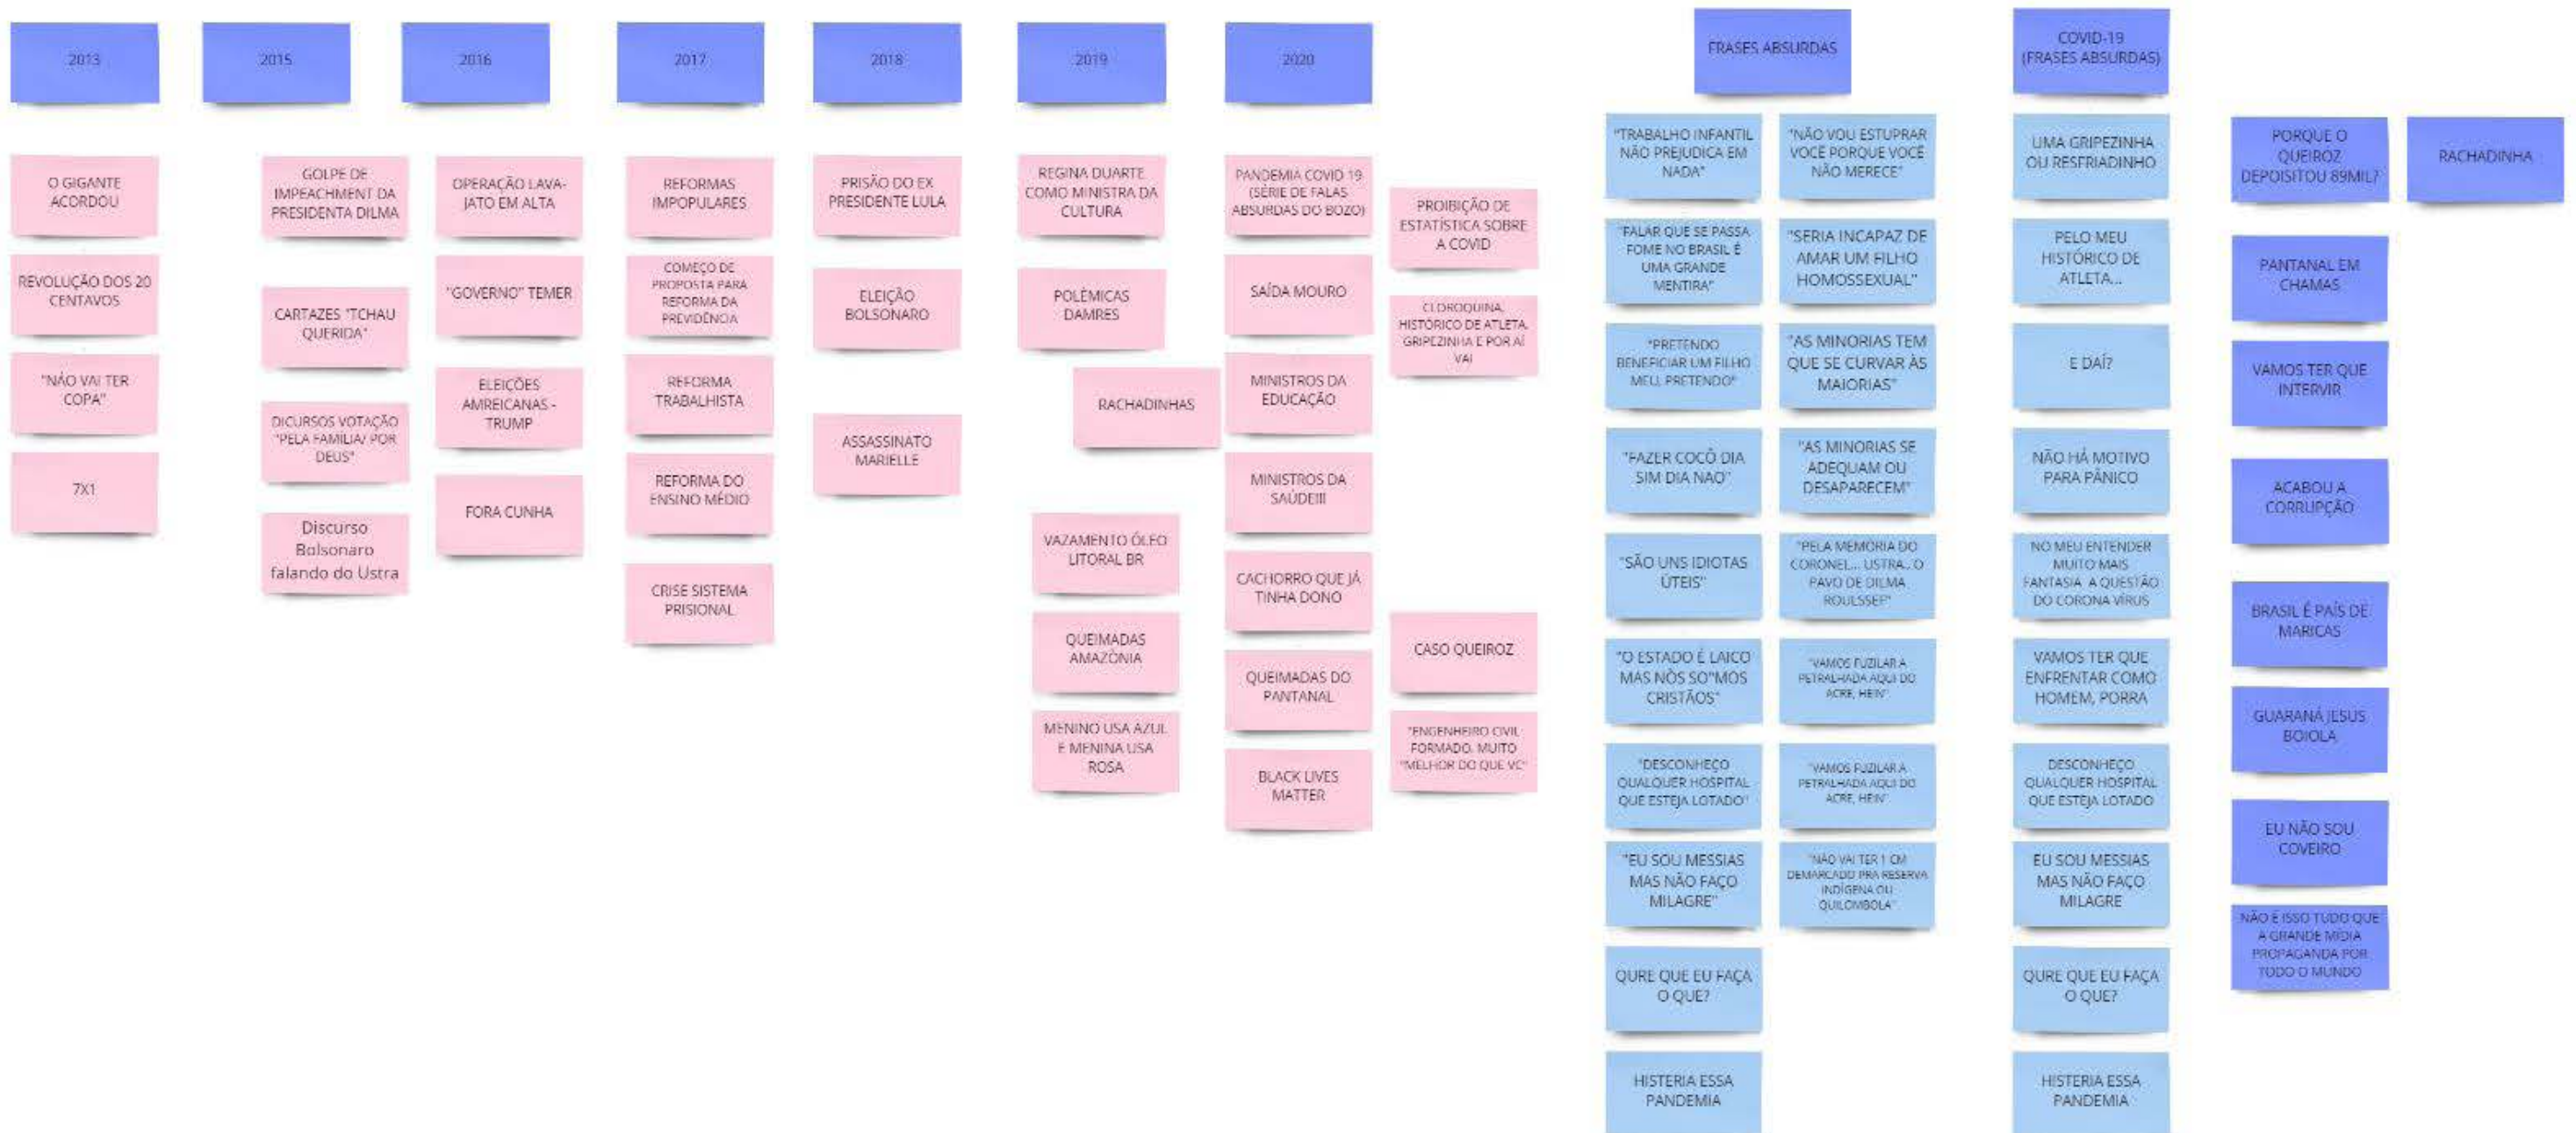 2013
2015
2016
2017
2018
2019
2020
FRASES ABSURDAS
COVID-19
(FRASES ABSURDAS)
O GIGANTE
ACORDOU
REVOLUÇÃO DOS 20
CENTAVOS
"NÃO VAI TER
COPA"
7X1
GOLPE DE
IMPEACHMENT DA
PRESIDENTA DILMA
CARTAZES "TCHAU
QUERIDA"
DICURSOS VOTAÇÃO
"PELA FAMÍLIA/ POR
DEUS"
Discurso
Bolsonaro
falando do Ustra
OPERAÇÃO LAVA-
JATO EM ALTA
"GOVERNO" TEMER
ELEIÇÕES
AMREICANAS -
TRUMP
FORA CUNHA
REFORMAS
IMPOPULARES
COMEÇO DE
PROPOSTA PARA
REFORMA DA
PREVIDÊNCIA
REFORMA
TRABALHISTA
REFORMA DO
ENSINO MÉDIO
CRISE SISTEMA
PRISIONAL
PRISÃO DO EX
PRESIDENTE LULA
ELEIÇÃO
BOLSONARO
ASSASSINATO
MARIELLE
REGINA DUARTE
COMO MINISTRA DA
CULTURA
POLÊMICAS
DAMRES
RACHADINHAS
VAZAMENTO ÓLEO
LITORAL BR
QUEIMADAS
AMAZÔNIA
MENINO USA AZUL
E MENINA USA
ROSA
PANDEMIA COVID 19
(SÉRIE DE FALAS
ABSURDAS DO BOZO)
SAÍDA MOURO
MINISTROS DA
EDUCAÇÃO
MINISTROS DA
SAÚDE!!!
CACHORRO QUE JÁ
TINHA DONO
QUEIMADAS DO
PANTANAL
BLACK LIVES
MATTER
PROIBIÇÃO DE
ESTATÍSTICA SOBRE
A COVID
CLOROQUINA,
HISTÓRICO DE ATLETA,
GRIPEZINHA E POR AÍ
VAI
CASO QUEIROZ
"ENGENHEIRO CIVIL
FORMADO, MUITO
"MELHOR DO QUE VC"
"TRABALHO INFANTIL
NÃO PREJUDICA EM
NADA"
"FALAR QUE SE PASSA
FOME NO BRASIL É
UMA GRANDE
MENTIRA"
"PRETENDO
BENEFICIAR UM FILHO
MEU, PRETENDO"
"FAZER COCÔ DIA
SIM DIA NAO"
"SÃO UNS IDIOTAS
ÚTEIS"
"O ESTADO É LAICO
MAS NÓS SO"MOS
CRISTÃOS"
"DESCONHEÇO
QUALQUER HOSPITAL
QUE ESTEJA LOTADO"
"EU SOU MESSIAS
MAS NÃO FAÇO
MILAGRE"
QURE QUE EU FAÇA
O QUE?
HISTERIA ESSA
PANDEMIA
"NÃO VOU ESTUPRAR
VOCÊ PORQUE VOCÊ
NÃO MERECE"
"SERIA INCAPAZ DE
AMAR UM FILHO
HOMOSSEXUAL"
"AS MINORIAS TEM
QUE SE CURVAR ÀS
MAIORIAS"
"AS MINORIAS SE
ADEQUAM OU
DESAPARECEM"
"PELA MEMÓRIA DO
CORONEL... USTRA.. O
PAVO DE DILMA
ROULSSEF"
"VAMOS FUZILAR A
PETRALHADA AQUI DO
ACRE, HEIN"
"VAMOS FUZILAR A
PETRALHADA AQUI DO
ACRE, HEIN"
"NÃO VAI TER 1 CM
DEMARCADO PRA RESERVA
INDÍGENA OU
QUILOMBOLA"
UMA GRIPEZINHA
OU RESFRIADINHO
PELO MEU
HISTÓRICO DE
ATLETA...
E DAÍ?
NÃO HÁ MOTIVO
PARA PÂNICO
NO MEU ENTENDER
MUITO MAIS
FANTASIA A QUESTÃO
DO CORONA VÍRUS
VAMOS TER QUE
ENFRENTAR COMO
HOMEM, PORRA
DESCONHEÇO
QUALQUER HOSPITAL
QUE ESTEJA LOTADO
EU SOU MESSIAS
MAS NÃO FAÇO
MILAGRE
QURE QUE EU FAÇA
O QUE?
HISTERIA ESSA
PANDEMIA
PORQUE O
QUEIROZ
DEPOISITOU 89MIL?
PANTANAL EM
CHAMAS
VAMOS TER QUE
INTERVIR
ACABOU A
CORRUPÇÃO
BRASIL É PAÍS DE
MARICAS
GUARANÁ JESUS
BOIOLA
EU NÃO SOU
COVEIRO
NÃO É ISSO TUDO QUE
A GRANDE MÍDIA
PROPAGANDA POR
TODO O MUNDO
RACHADINHA